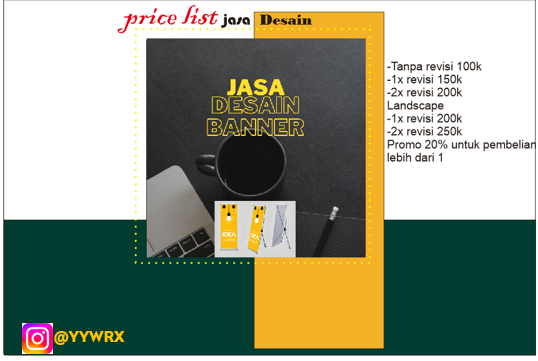 price list jasa Desain
JASA
DESAIN
BANNER
-Tanpa revisi 100k
-1x revisi 150k
-2x revisi 200k
Landscape
-1x revisi 200k
-2x revisi 250k
Promo 20% untuk pembelian
lebih dari 1
IDEA
@YYWRX